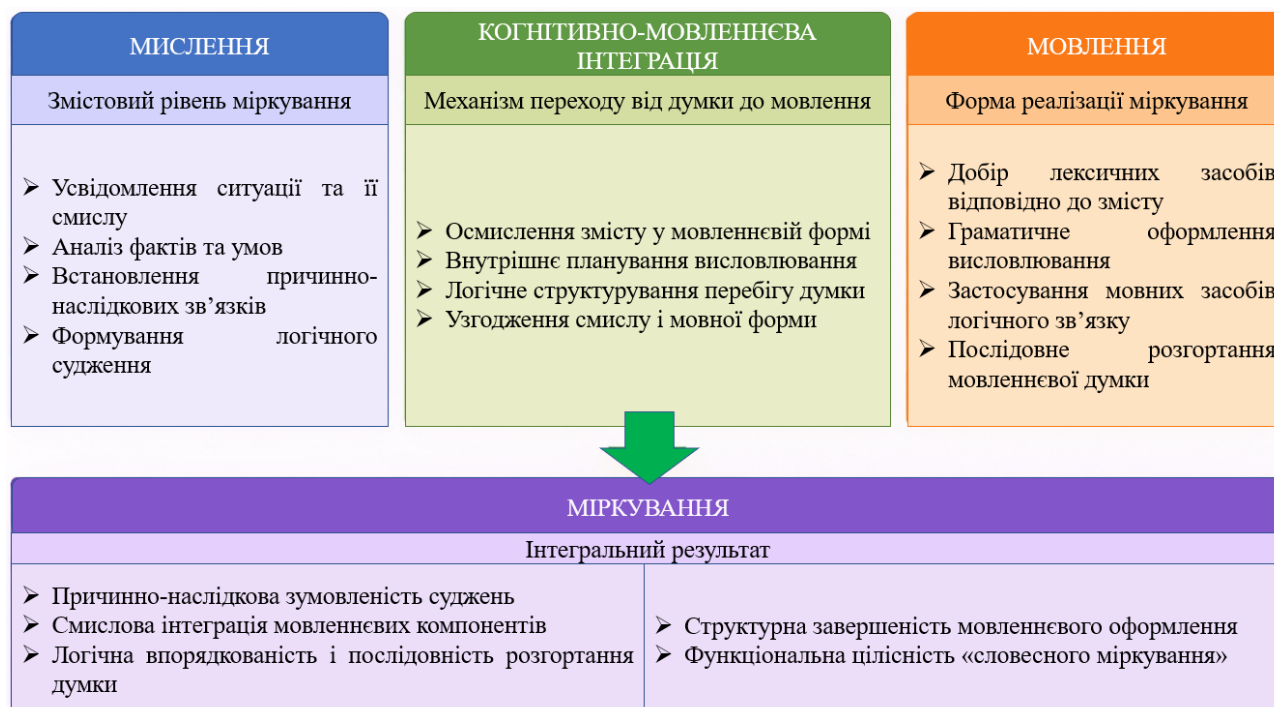 МИСЛЕННЯ
Змістовий рівень міркування
➢ Усвідомлення ситуації та її
смислу
➢ Аналіз фактів та умов
➢ Встановлення причинно-
наслідкових зв’язків
➢ Формування логічного
судження
КОГНІТИВНО-МОВЛЕННЄВА
ІНТЕГРАЦІЯ
Механізм переходу від думки до мовлення
➢ Осмислення змісту у мовленнєвій формі
➢ Внутрішнє планування висловлювання
➢ Логічне структурування перебігу думки
➢ Узгодження смислу і мовної форми
МОВЛЕННЯ
Форма реалізації міркування
➢ Добір лексичних засобів
відповідно до змісту
➢ Граматичне оформлення
висловлювання
➢ Застосування мовних засобів
логічного зв’язку
➢ Послідовне розгортання
мовленнєвої думки
МІРКУВАННЯ
Інтегральний результат
➢ Причинно-наслідкова зумовленість суджень
➢ Смислова інтеграція мовленнєвих компонентів
➢ Логічна впорядкованість і послідовність розгортання
думки
➢ Структурна завершеність мовленнєвого оформлення
➢ Функціональна цілісність «словесного міркування»